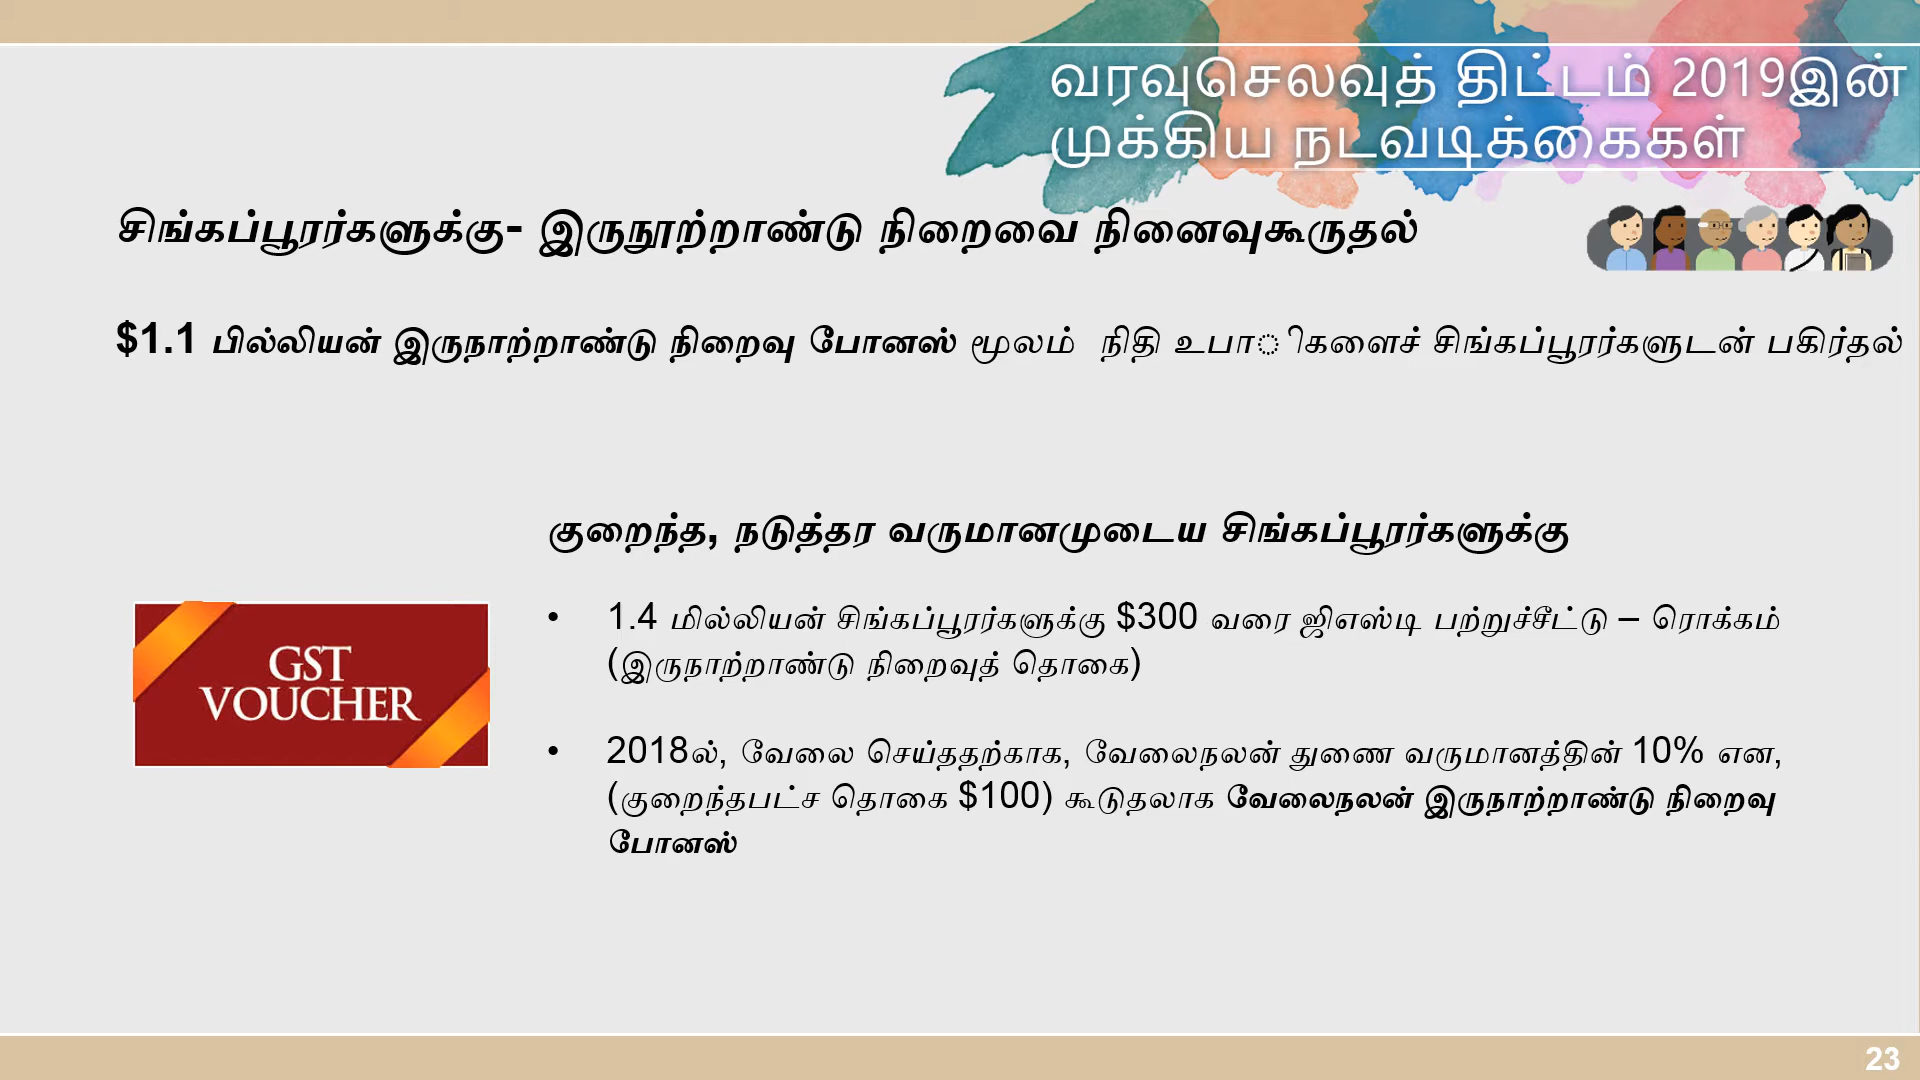 வரவுசெலவுத் திட்டம் 2019இன்
முக்கிய நடவடிக்கைகள்
சிங்கப்பூரர்களுக்கு- இருநூற்றாண்டு நிறைவை நினைவுகூருதல்
$1.1 பில்லியன் இருநாற்றாண்டு நிறைவு போனஸ் மூலம் நிதி உபாிகளைச் சிங்கப்பூரர்களுடன் பகிர்தல்
குறைந்த, நடுத்தர வருமானமுடைய சிங்கப்பூரர்களுக்கு
• 1.4 மில்லியன் சிங்கப்பூரர்களுக்கு $300 வரை ஜிஎஸ்டி பற்றுச்சீட்டு – ரொக்கம்
(இருநாற்றாண்டு நிறைவுத் தொகை)
GST
VOUCHER
• 2018ல், வேலை செய்ததற்காக, வேலைநலன் துணை வருமானத்தின் 10% என,
(குறைந்தபட்ச தொகை $100) கூடுதலாக வேலைநலன் இருநாற்றாண்டு நிறைவு
போனஸ்
23